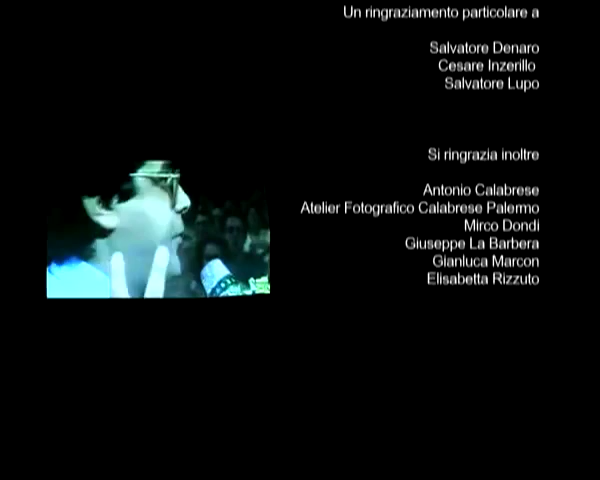 Un ringraziamento particolare a
Salvatore Denaro
Cesare Inzerillo
Salvatore Lupo
Si ringrazia inoltre
Antonio Calabrese
Atelier Fotografico Calabrese Palermo
Mirco Dondi
Giuseppe La Barbera
Gianluca Marcon
Elisabetta Rizzuto